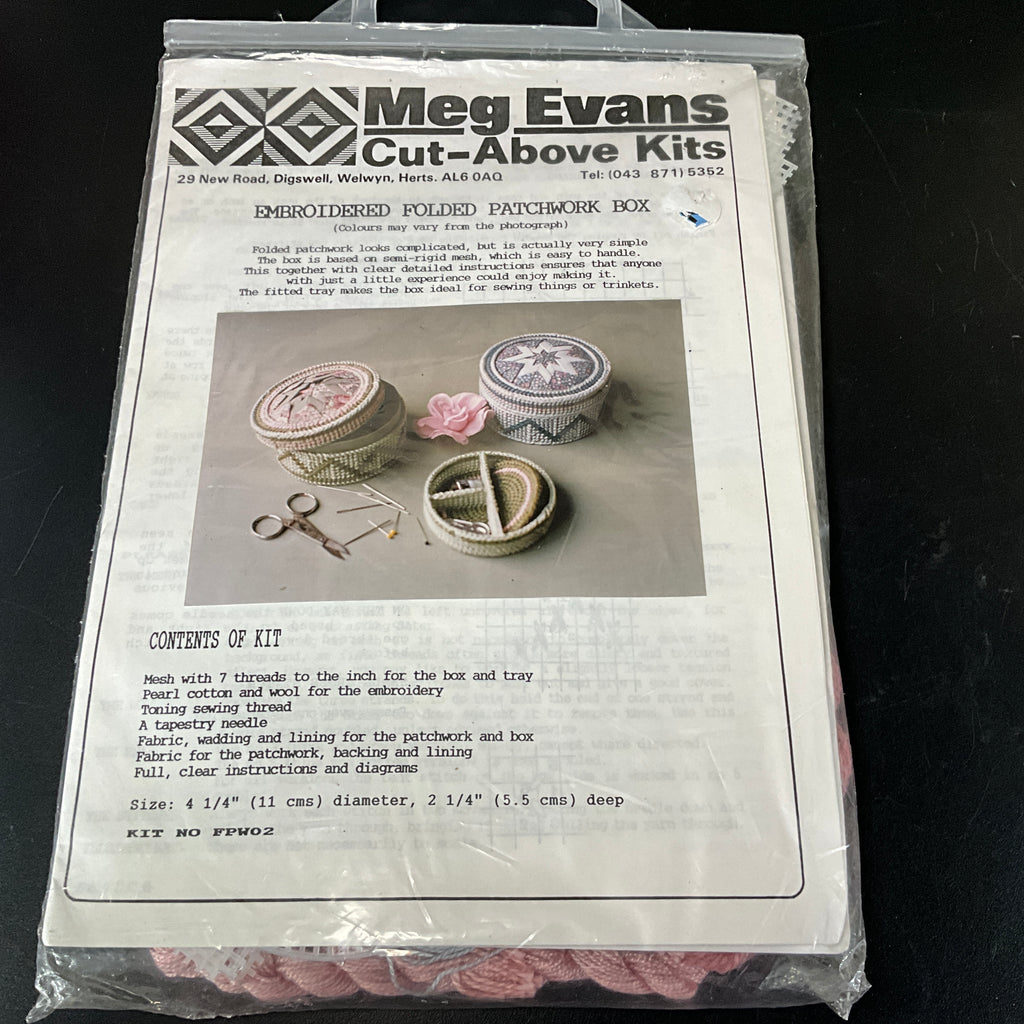 Meg Evans
Cut-Above Kits
29 New Road, Digswell, Welwyn, Herts. AL6 0AQ Tel: (043 871) 5352
EMBROIDERED FOLDED PATCHWORK BOX
(Colours may vary from the photograph)
Folded patchwork looks complicated, but is actually very simple
The box is based on semi-rigid mesh, which is easy to handle.
This together with clear detailed instructions ensures that anyone
with just a little experience could enjoy making it.
The fitted tray makes the box ideal for sewing things or trinkets.
CONTENTS OF KIT
Mesh with 7 threads to the inch for the box and tray
Pearl cotton and wool for the embroidery
Toning sewing thread
A tapestry needle
Fabric, wadding and lining for the patchwork and box
Fabric for the patchwork, backing and lining
Full, clear instructions and diagrams
Size: 4 1/4" (11 cms) diameter, 2 1/4" (5.5 cms) deep
KIT NO FPW02